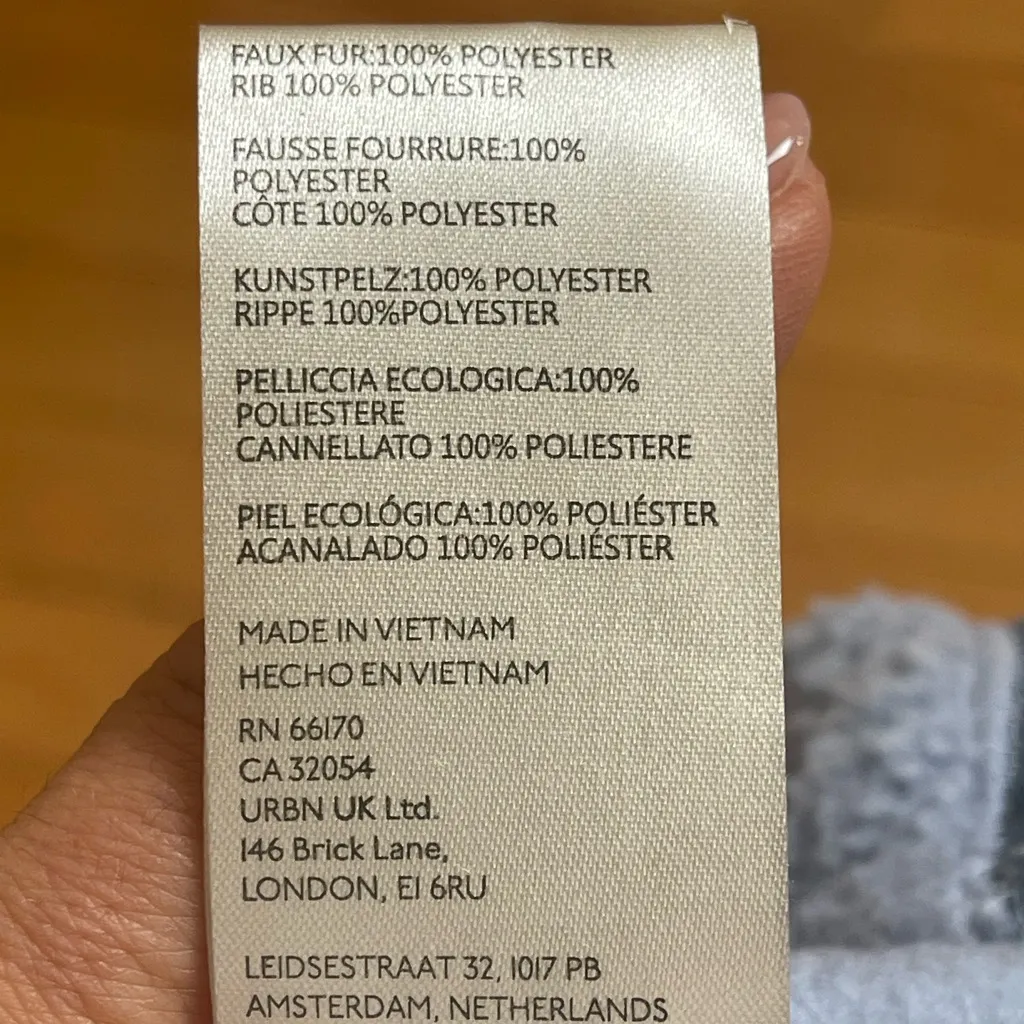 FAUX FUR:100% POLYESTER
RIB 100% POLYESTER
FAUSSE FOURRURE:100%
POLYESTER
CÔTE 100% POLYESTER
KUNSTPELZ:100% POLYESTER
RIPPE 100%POLYESTER
PELLICCIA ECOLOGICA:100%
POLIESTERE
CANNELLATO 100% POLIESTERE
PIEL ECOLÓGICA:100% POLIÉSTER
ACANALADO 100% POLIÉSTER
MADE IN VIETNAM
HECHO EN VIETNAM
RN 66170
CA 32054
URBN UK Ltd.
146 Brick Lane,
LONDON, E1 6RU
LEIDSESTRAAT 32, 1017 PB
AMSTERDAM, NETHERLANDS